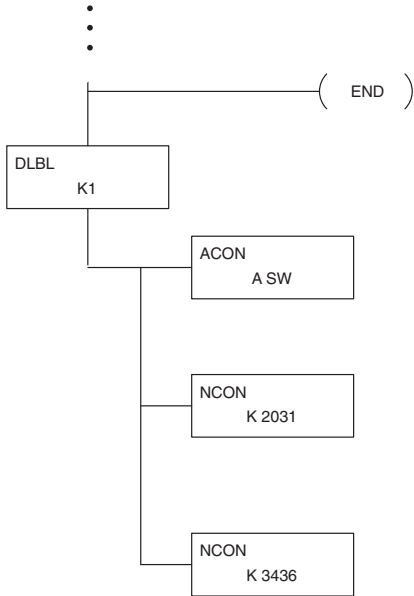 END
DLBL
K1
ACON
A SW
NCON
K 2031
NCON
K 3436